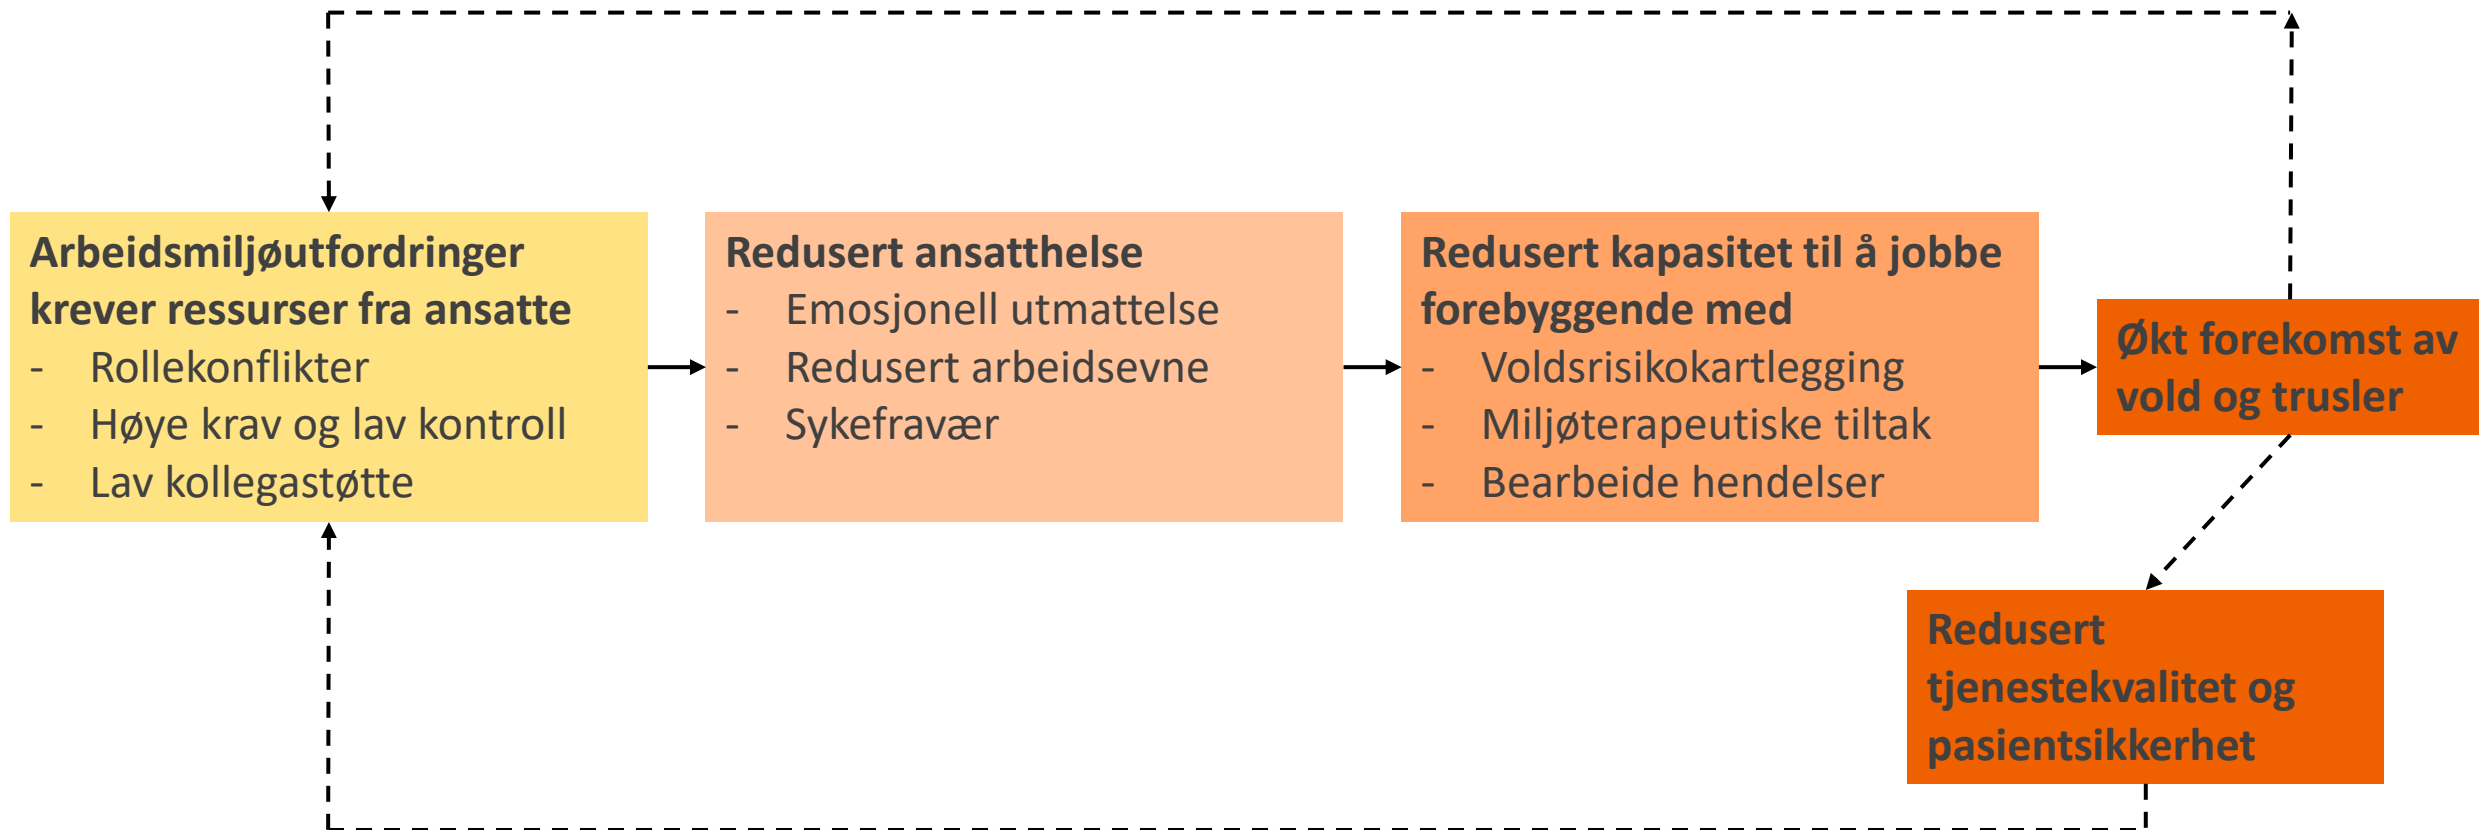 Arbeidsmiljøutfordringer
krever ressurser fra ansatte
- Rollekonflikter
- Høye krav og lav kontroll
- Lav kollegastøtte
Redusert ansatthelse
- Emosjonell utmattelse
- Redusert arbeidsevne
- Sykefravær
Redusert kapasitet til å jobbe
forebyggende med
- Voldsrisikokartlegging
- Miljøterapeutiske tiltak
- Bearbeide hendelser
Økt forekomst av
vold og trusler
Redusert
tjenestekvalitet og
pasientsikkerhet